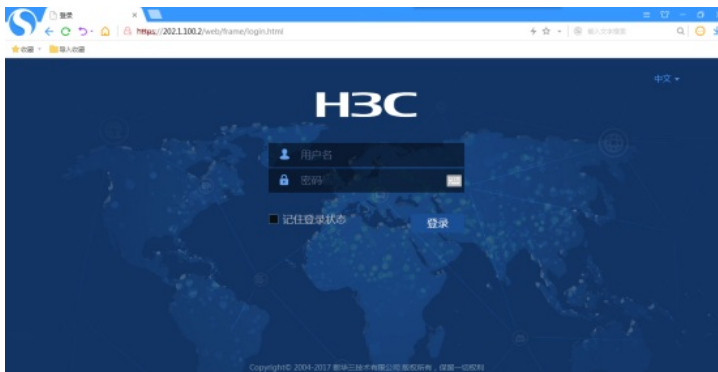 登录
https://202.1.100.2/web/frame/login.html
收藏
导入收藏
中文
H3C
用户名
密码
记住登录状态
登录
Copyright© 2004-2017 新华三技术有限公司 版权所有，保留一切权利